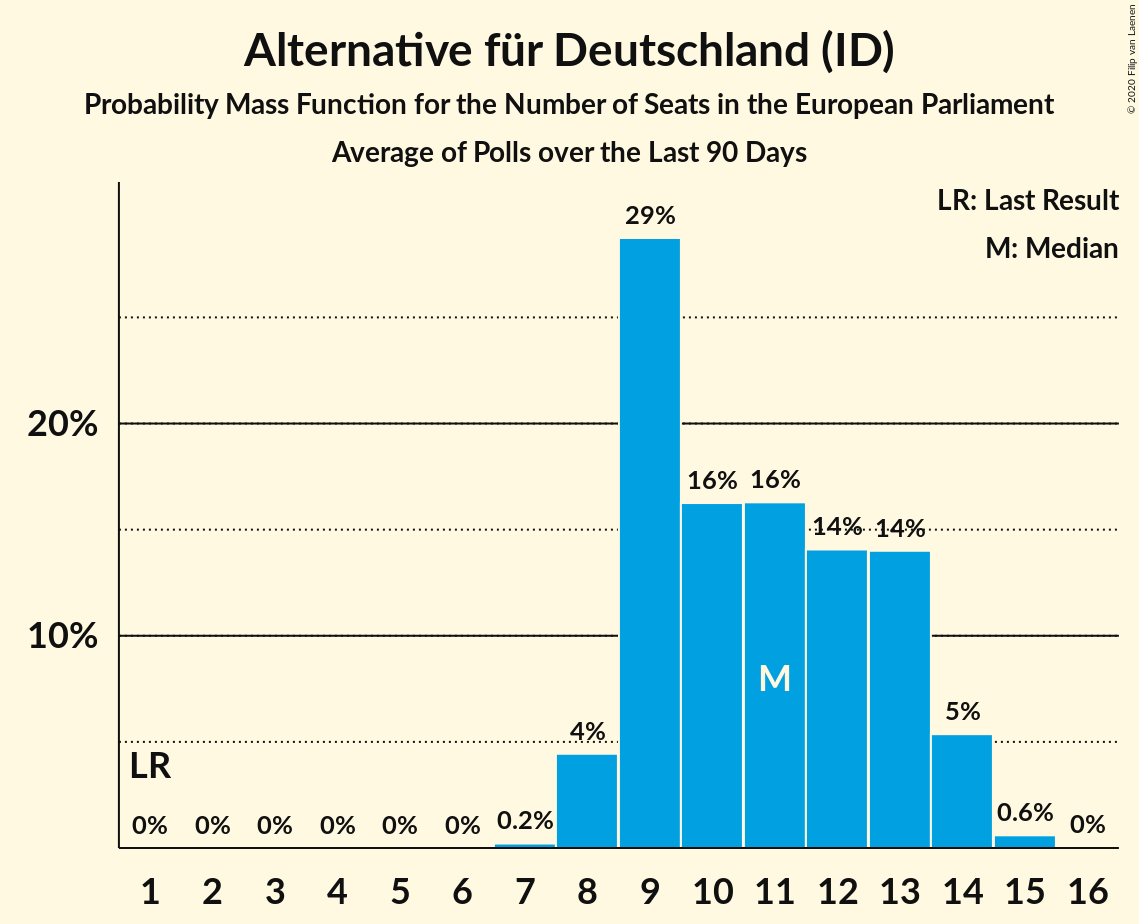 Alternative für Deutschland (ID)
Probability Mass Function for the Number of Seats in the European Parliament
Average of Polls over the Last 90 Days
© 2020 Filip van Laenen
LR: Last Result
M: Median
29%
20%
16% 16%
14% 14%
10%
M
5%
4%
LR
0% 0% 0% 0% 0% 0% 0.2% 0.6% 0%
1 2 3 4 5 6 7 8 9 10 11 12 13 14 15 16